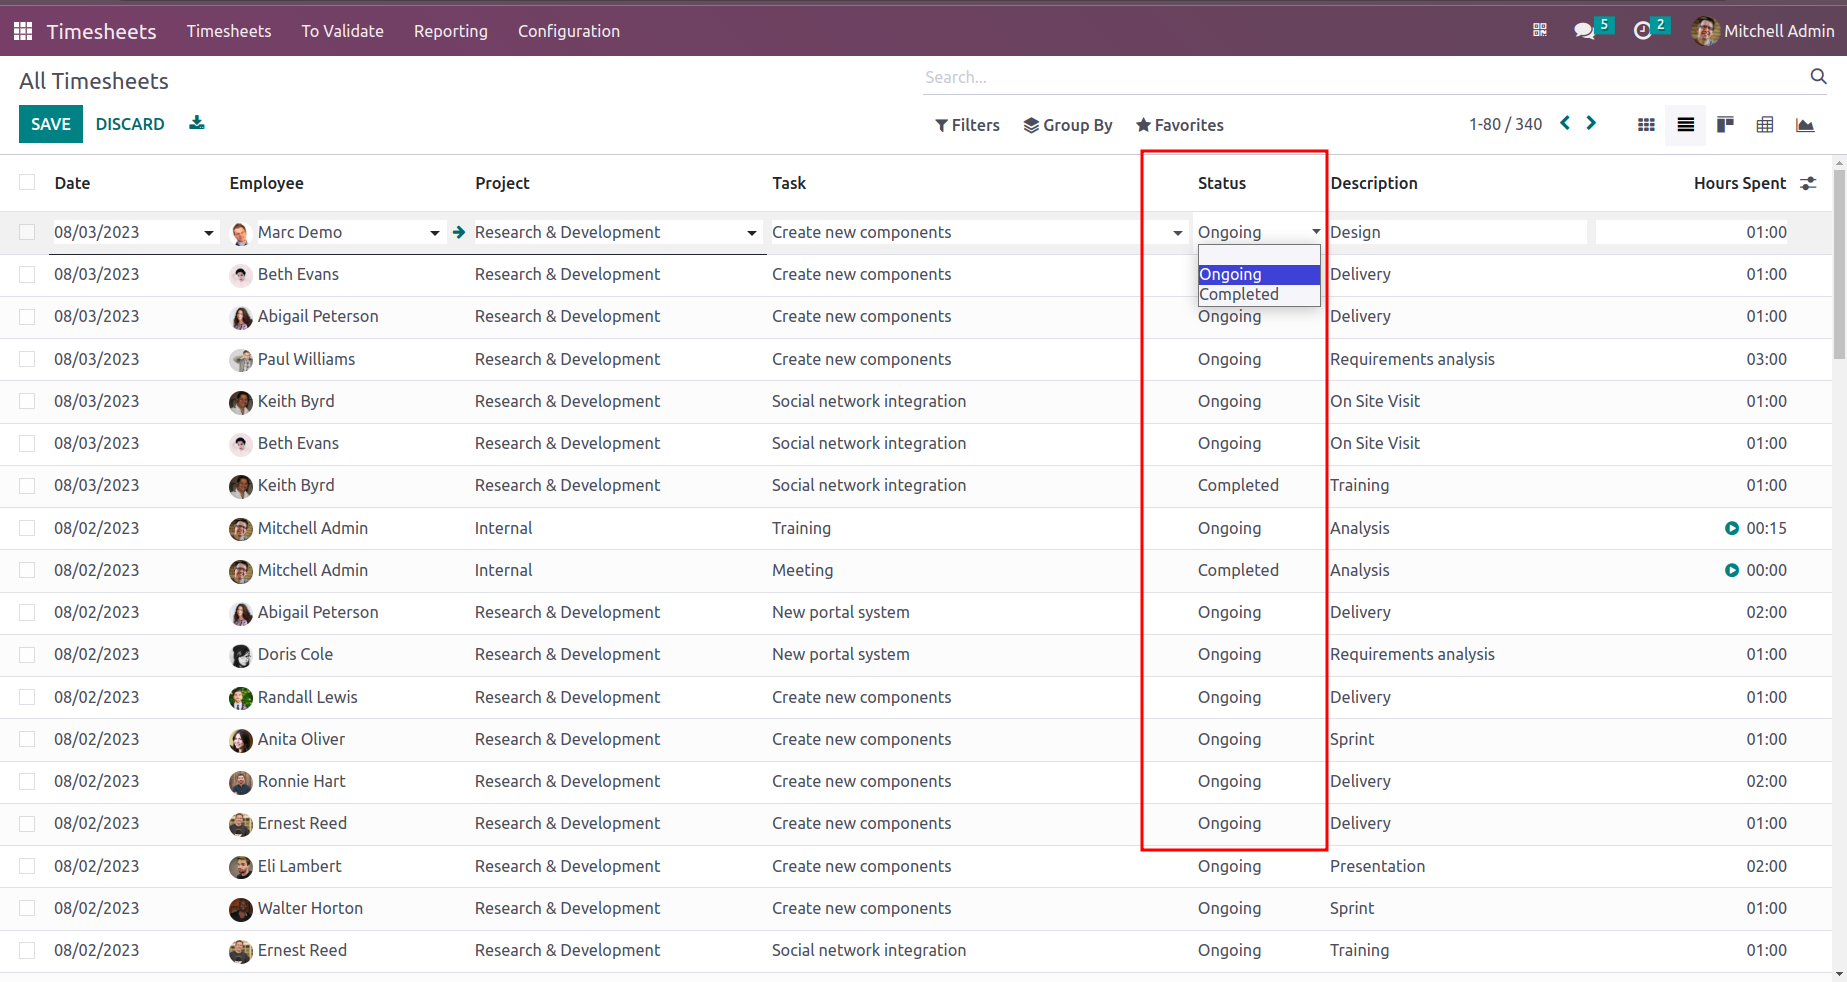 Timesheets Timesheets To Validate Reporting Configuration 5 2 Mitchell Admin
All Timesheets Search...
SAVE DISCARD Filters Group By Favorites 1-80 / 340
Date Employee Project Task Status Description Hours Spent
08/03/2023 Marc Demo Research & Development Create new components Ongoing Design 01:00
08/03/2023 Beth Evans Research & Development Create new components Ongoing Delivery 01:00
Completed
08/03/2023 Abigail Peterson Research & Development Create new components Ongoing Delivery 01:00
08/03/2023 Paul Williams Research & Development Create new components Ongoing Requirements analysis 03:00
08/03/2023 Keith Byrd Research & Development Social network integration Ongoing On Site Visit 01:00
08/03/2023 Beth Evans Research & Development Social network integration Ongoing On Site Visit 01:00
08/03/2023 Keith Byrd Research & Development Social network integration Completed Training 01:00
08/02/2023 Mitchell Admin Internal Training Ongoing Analysis 00:15
08/02/2023 Mitchell Admin Internal Meeting Completed Analysis 00:00
08/02/2023 Abigail Peterson Research & Development New portal system Ongoing Delivery 02:00
08/02/2023 Doris Cole Research & Development New portal system Ongoing Requirements analysis 01:00
08/02/2023 Randall Lewis Research & Development Create new components Ongoing Delivery 01:00
08/02/2023 Anita Oliver Research & Development Create new components Ongoing Sprint 01:00
08/02/2023 Ronnie Hart Research & Development Create new components Ongoing Delivery 02:00
08/02/2023 Ernest Reed Research & Development Create new components Ongoing Delivery 01:00
08/02/2023 Eli Lambert Research & Development Create new components Ongoing Presentation 02:00
08/02/2023 Walter Horton Research & Development Create new components Ongoing Sprint 01:00
08/02/2023 Ernest Reed Research & Development Social network integration Ongoing Training 01:00